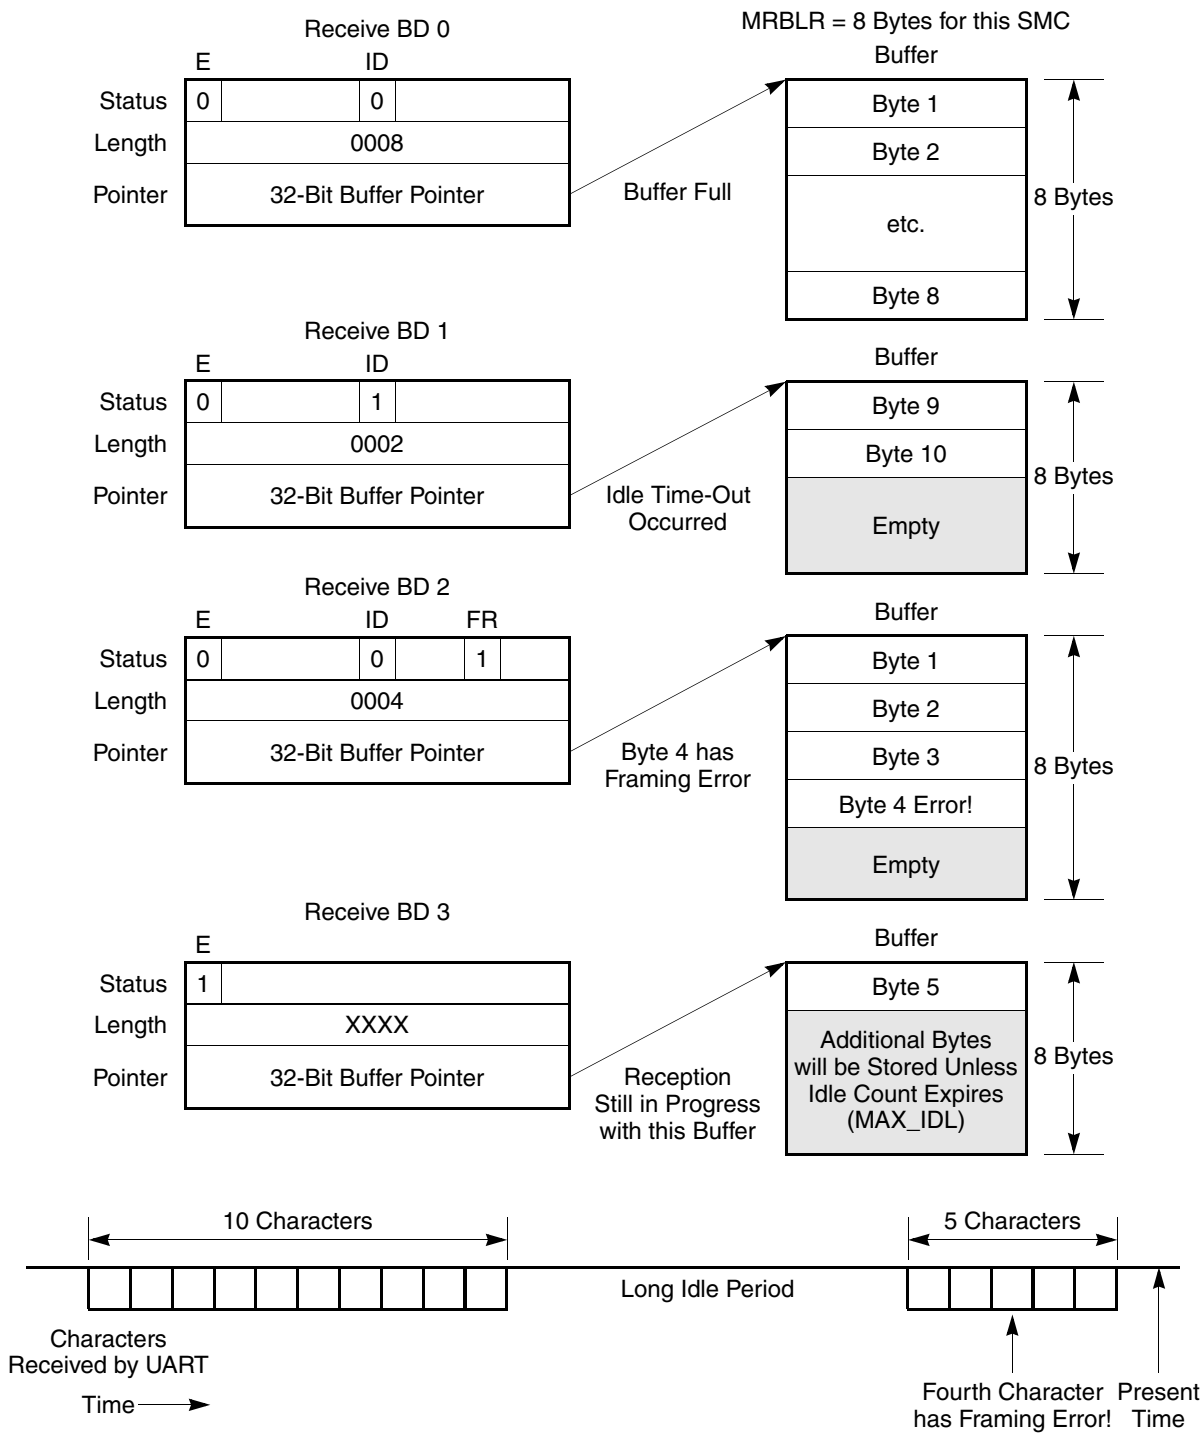 Receive BD 0
MRBLR = 8 Bytes for this SMC
E ID
Buffer
Status 0 0
Byte 1
Length 0008
Byte 2
Pointer 32-Bit Buffer Pointer
Buffer Full
etc.
8 Bytes
Byte 8
Receive BD 1
E ID
Buffer
Status 0 1
Byte 9
Length 0002
Byte 10
Pointer 32-Bit Buffer Pointer
Idle Time-Out
Occurred
Empty
8 Bytes
Receive BD 2
E ID FR
Buffer
Status 0 0 1
Byte 1
Length 0004
Byte 2
Pointer 32-Bit Buffer Pointer
Byte 4 has
Framing Error
Byte 3
Byte 4 Error!
Empty
8 Bytes
Receive BD 3
E
Buffer
Status 1
Byte 5
Length XXXX
Pointer 32-Bit Buffer Pointer
Reception
Still in Progress
with this Buffer
Additional Bytes
will be Stored Unless
Idle Count Expires
(MAX_IDL)
8 Bytes
10 Characters
5 Characters
Long Idle Period
Characters
Received by UART
Time
Fourth Character
has Framing Error!
Present
Time